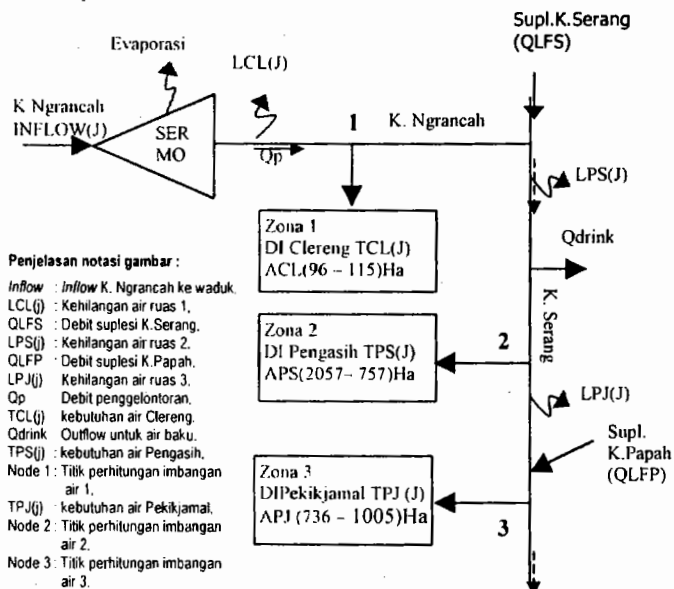 Supl.K.Serang
(QLFS)
Evaporasi
LCL(J)
K Ngrancah
INFLOW(J)
SER
MO
Qp
1
K. Ngrancah
LPS(J)
Qdrink
Zona 1
DI Clereng TCL(J)
ACL(96 – 115)Ha
Zona 2
DI Pengasih TPS(J)
APS(2057– 757)Ha
2
K. Serang
LPJ(J)
Supl.
K.Papah
(QLFP)
Zona 3
DIPekikjamal TPJ (J)
APJ (736 – 1005)Ha
3
Penjelasan notasi gambar :
Inflow : Inflow K. Ngrancah ke waduk.
LCL(j) : Kehilangan air ruas 1,
QLFS : Debit suplesi K.Serang,
LPS(j) : Kehilangan air ruas 2.
QLFP : Debit suplesi K.Papah,
LPJ(j) Kehilangan air ruas 3,
Qp Debit penggelontoran,
TCL(j) kebutuhan air Clereng.
Qdrink Outflow untuk air baku.
TPS(j) : kebutuhan air Pengasih,
Node 1 : Titik perhitungan imbangan
air 1,
TPJ(j) : kebutuhan air Pekikjamal,
Node 2 : Titik perhitungan imbangan
air 2.
Node 3 : Titik perhitungan imbangan
air 3.